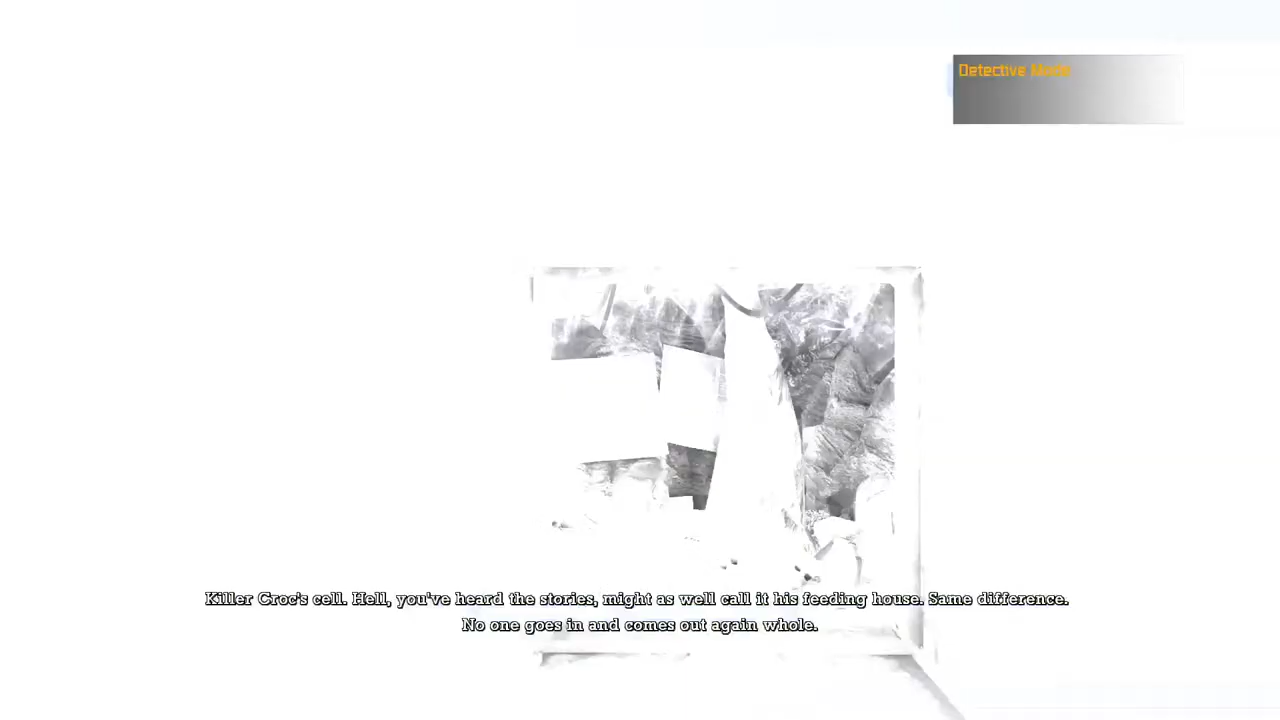 Detective Mode
Killer Croc's cell. Hell, you've heard the stories, might as well call it his feeding house. Same difference.
No one goes in and comes out again whole.